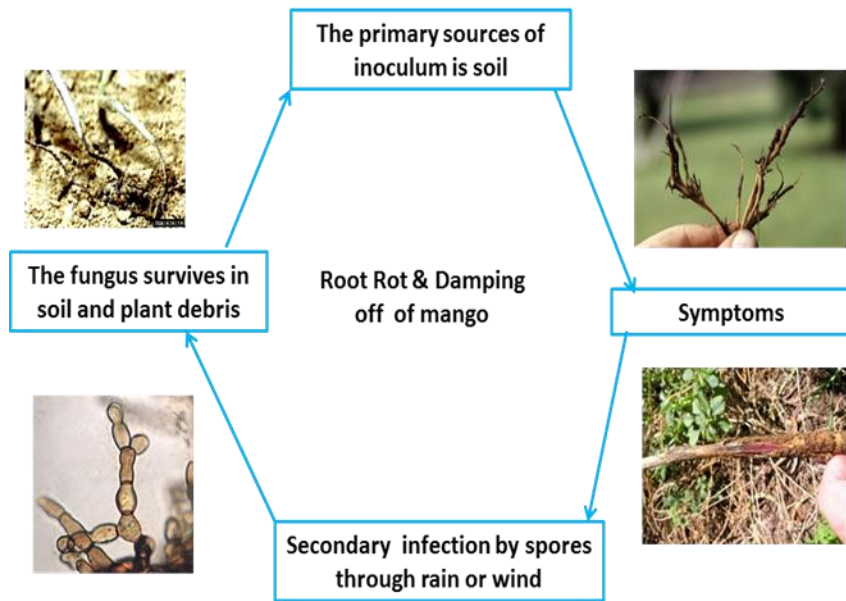 The primary sources of
inoculum is soil
The fungus survives in
soil and plant debris
Root Rot & Damping
off of mango
Symptoms
Secondary infection by spores
through rain or wind